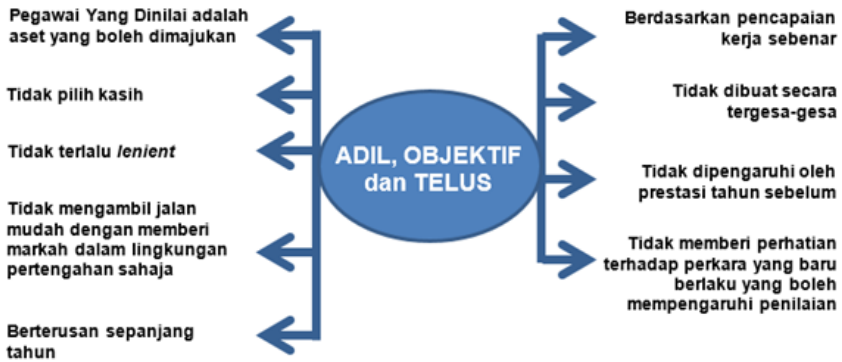 Pegawai Yang Dinilai adalah
aset yang boleh dimajukan
Tidak pilih kasih
Tidak terlalu lenient
Tidak mengambil jalan
mudah dengan memberi
markah dalam lingkungan
pertengahan sahaja
Berterusan sepanjang
tahun
ADIL, OBJEKTIF
dan TELUS
Berdasarkan pencapaian
kerja sebenar
Tidak dibuat secara
tergesa-gesa
Tidak dipengaruhi oleh
prestasi tahun sebelum
Tidak memberi perhatian
terhadap perkara yang baru
berlaku yang boleh
mempengaruhi penilaian